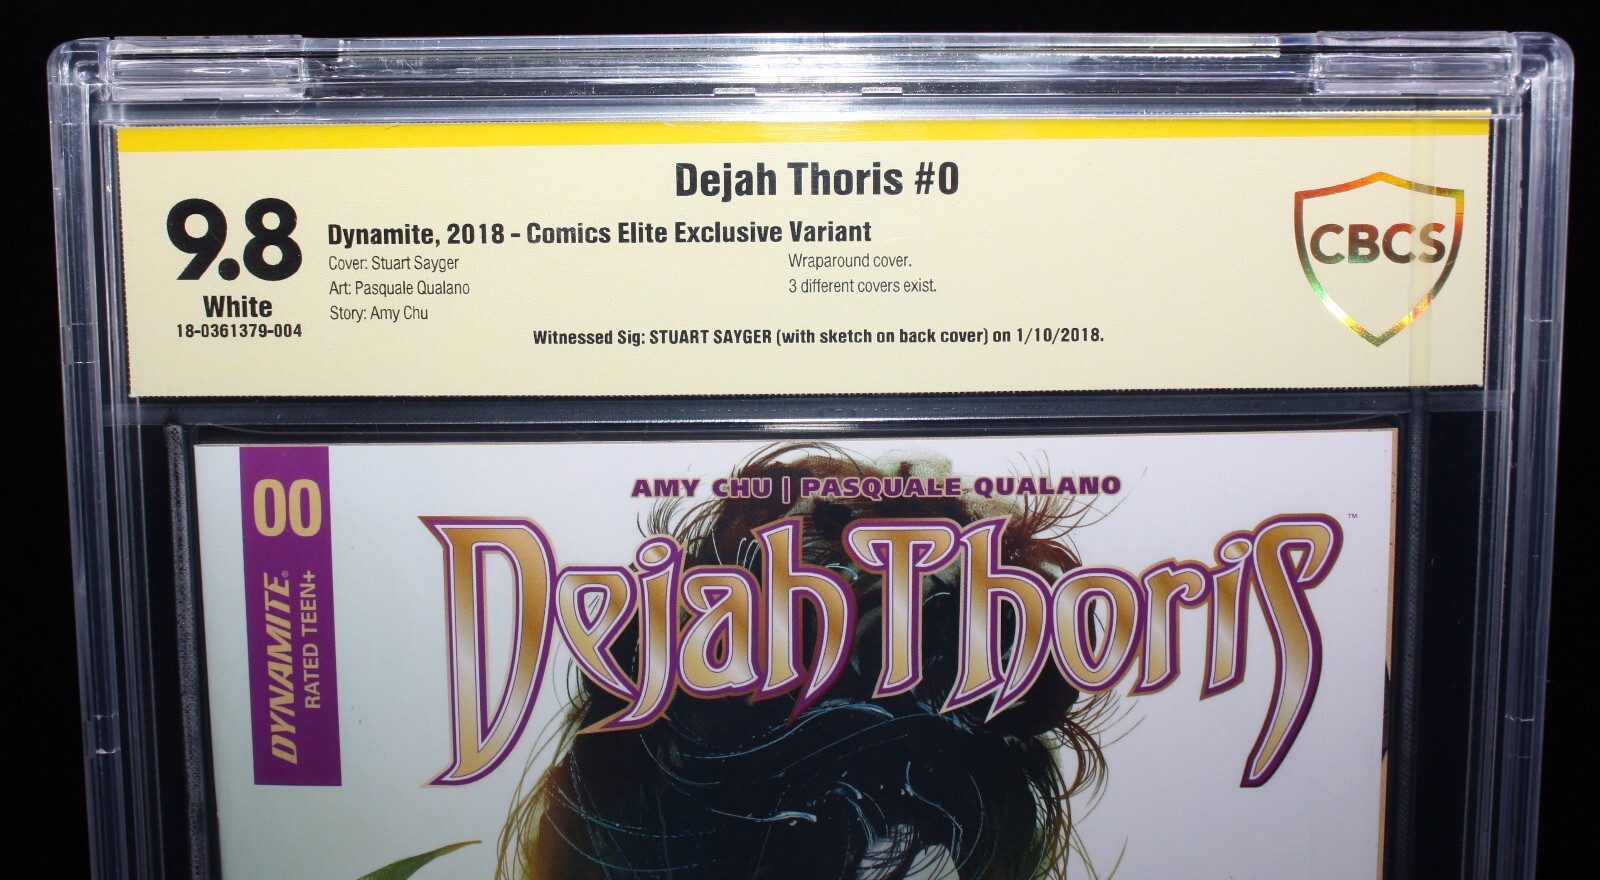 Dejah Thoris #0
9.8
White
18-0361379-004
Dynamite, 2018 - Comics Elite Exclusive Variant
Cover: Stuart Sayger
Art: Pasquale Qualano
Story: Amy Chu
Wraparound cover.
3 different covers exist.
Witnessed Sig: STUART SAYGER (with sketch on back cover) on 1/10/2018.
CBCS
00
DYNAMITE®
RATED TEEN+
AMY CHU | PASQUALE QUALANO
Dejah Thoris™